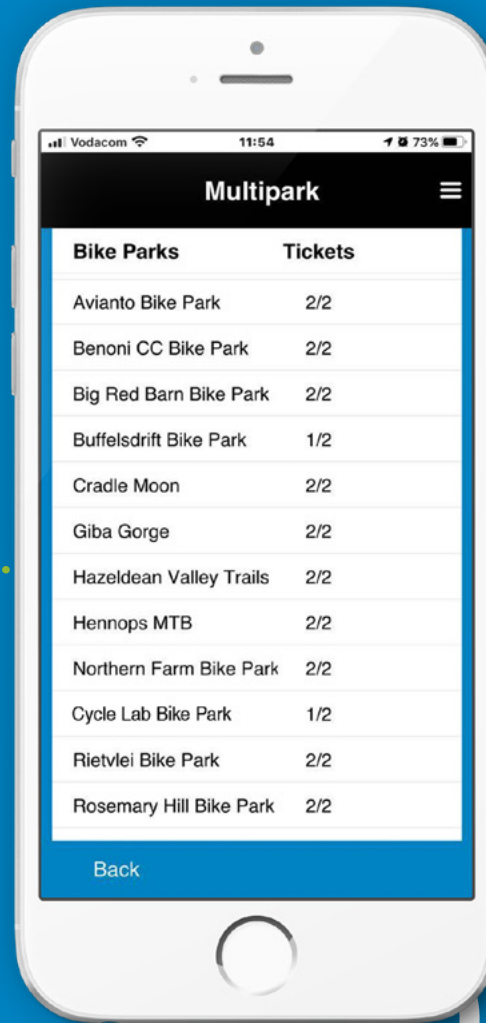 Vodacom 11:54 73%
Multipark
Bike Parks Tickets
Avianto Bike Park 2/2
Benoni CC Bike Park 2/2
Big Red Barn Bike Park 2/2
Buffelsdrift Bike Park 1/2
Cradle Moon 2/2
Giba Gorge 2/2
Hazeldean Valley Trails 2/2
Hennops MTB 2/2
Northern Farm Bike Park 2/2
Cycle Lab Bike Park 1/2
Rietvlei Bike Park 2/2
Rosemary Hill Bike Park 2/2
Back